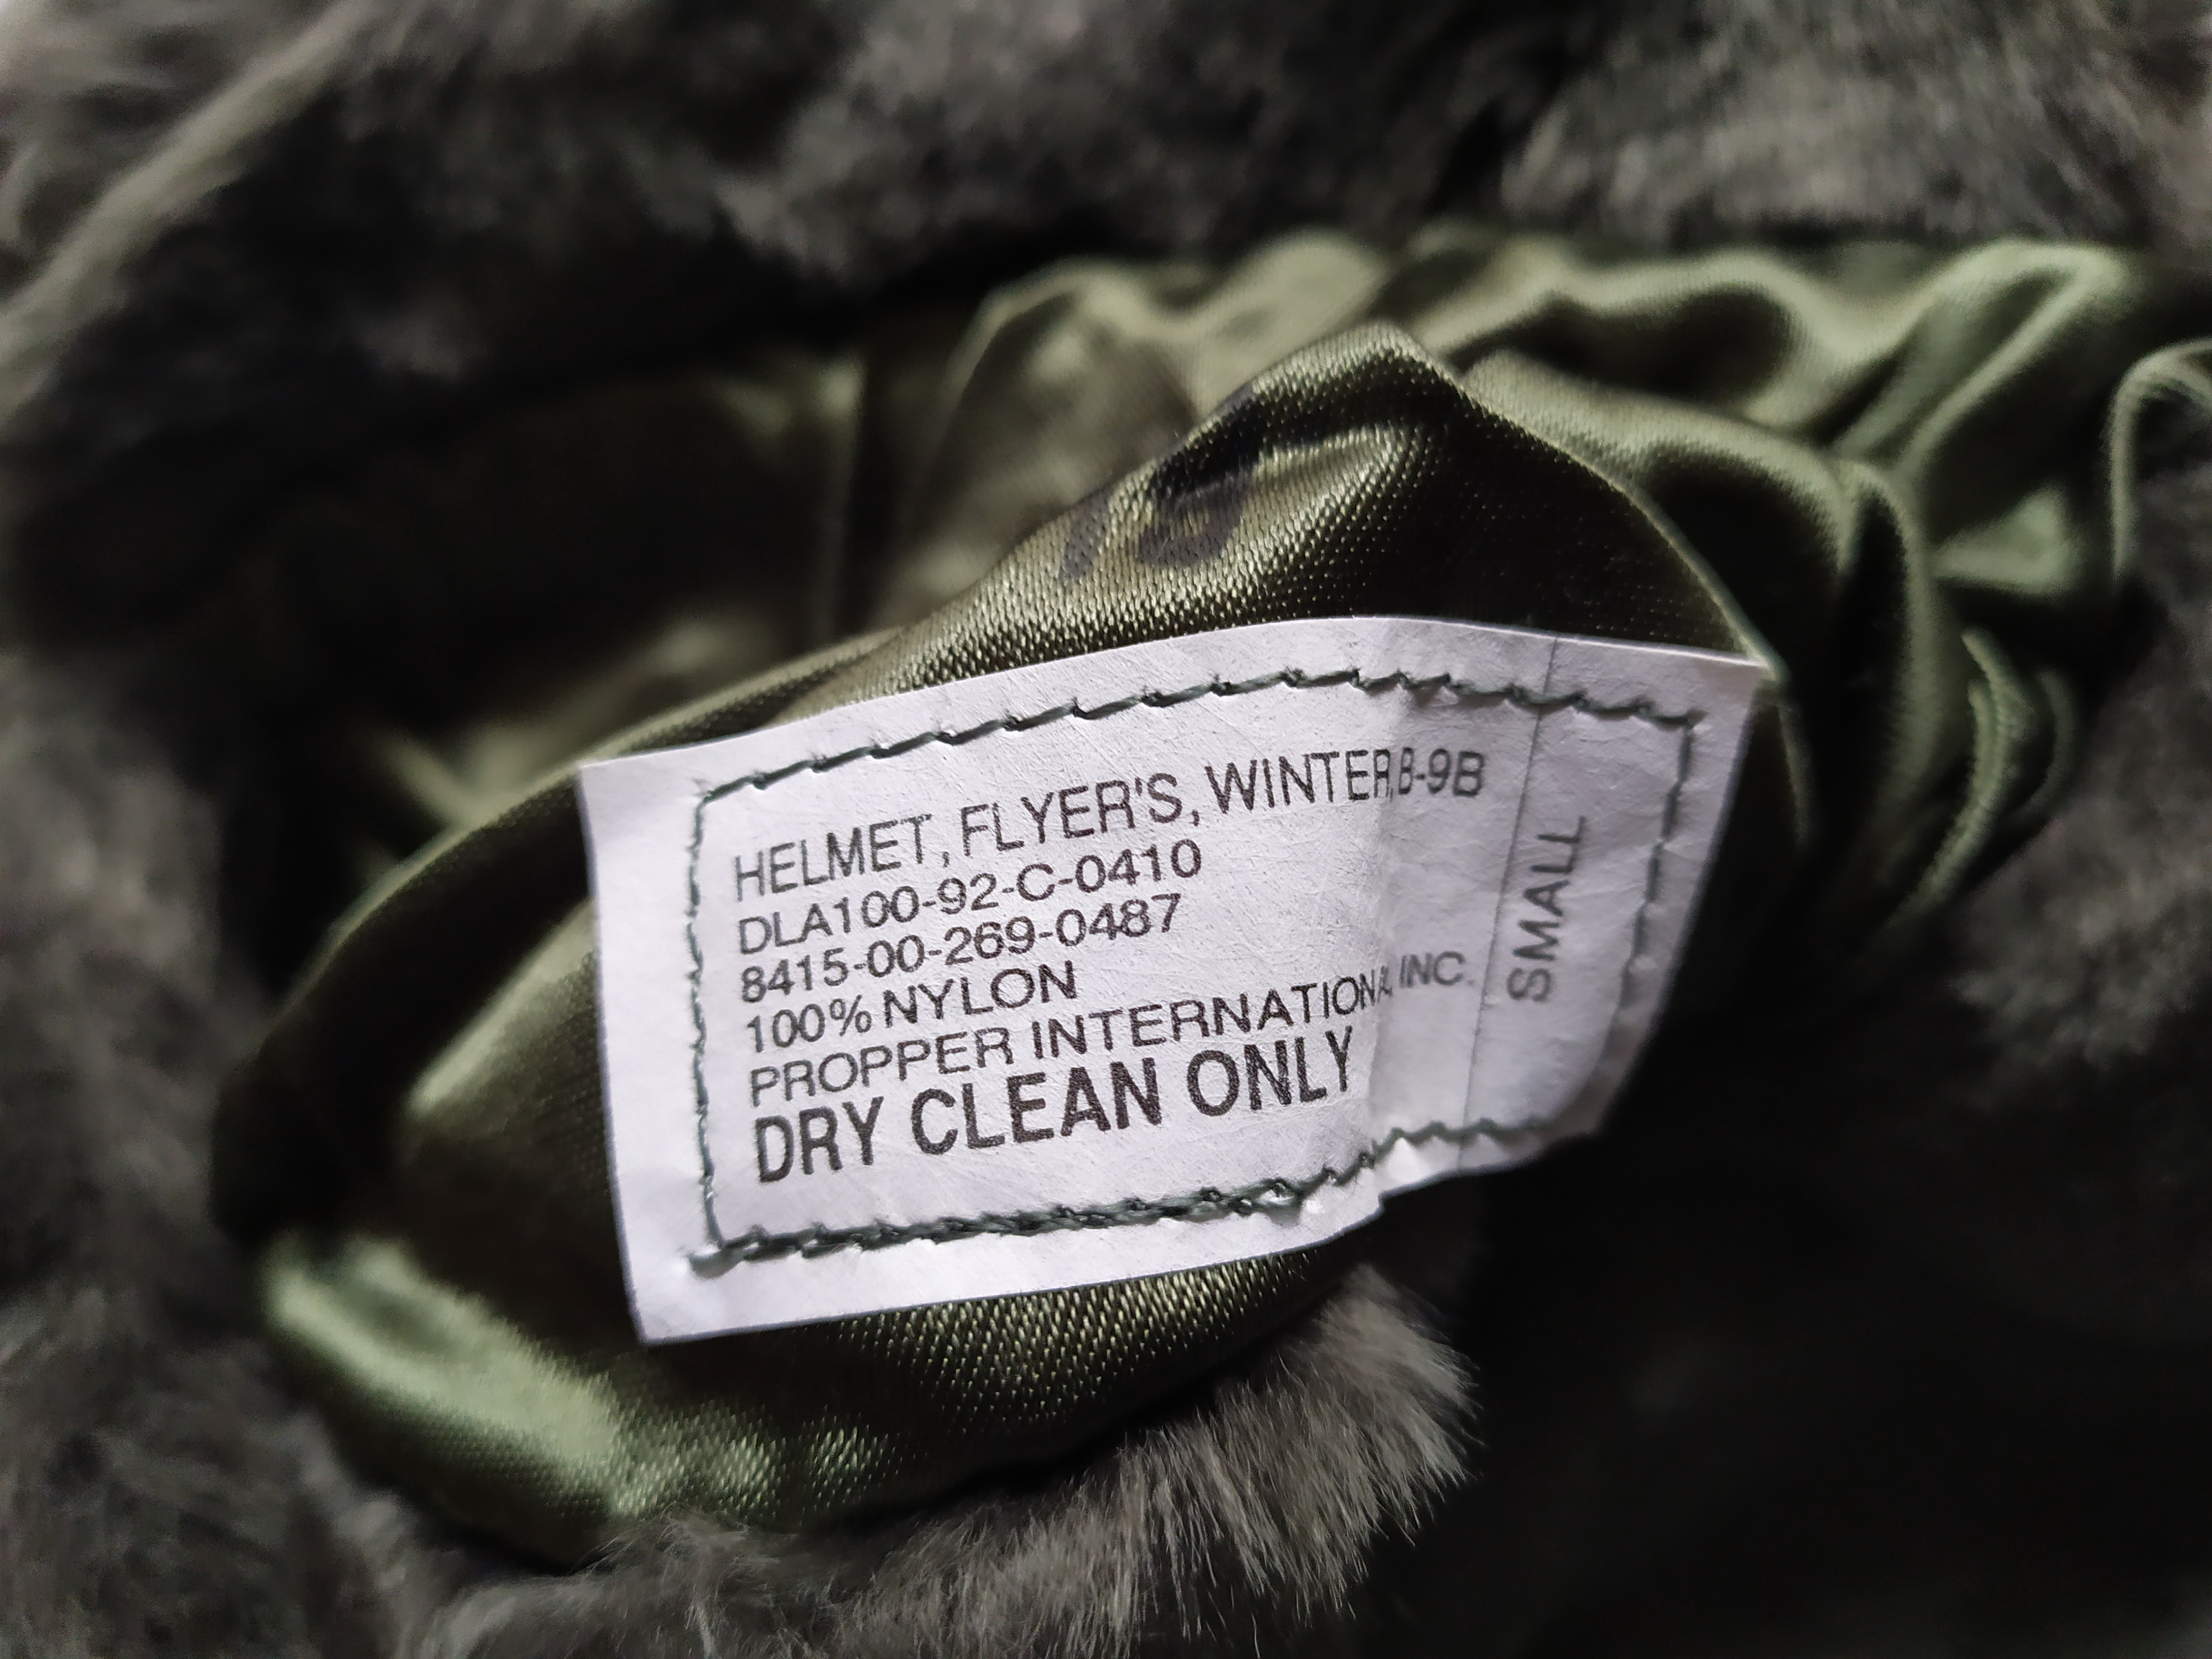 HELMET, FLYER'S, WINTER, B-9B
DLA100-92-C-0410
8415-00-269-0487
100% NYLON
PROPPER INTERNATIONAL INC.
DRY CLEAN ONLY
SMALL